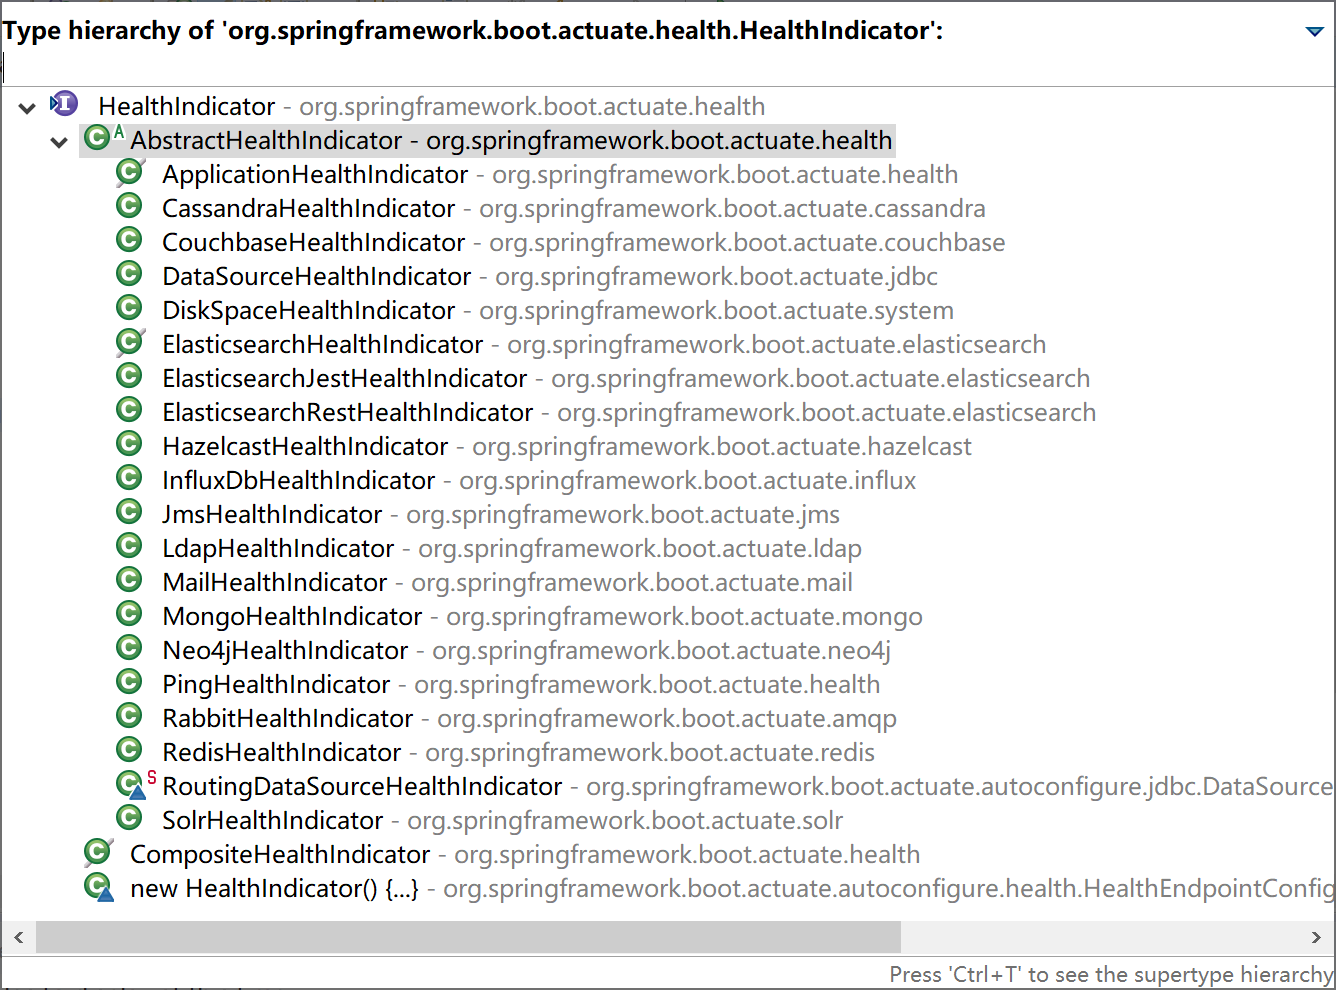 Type hierarchy of 'org.springframework.boot.actuate.health.HealthIndicator':
HealthIndicator - org.springframework.boot.actuate.health
AbstractHealthIndicator - org.springframework.boot.actuate.health
ApplicationHealthIndicator - org.springframework.boot.actuate.health
CassandraHealthIndicator - org.springframework.boot.actuate.cassandra
CouchbaseHealthIndicator - org.springframework.boot.actuate.couchbase
DataSourceHealthIndicator - org.springframework.boot.actuate.jdbc
DiskSpaceHealthIndicator - org.springframework.boot.actuate.system
ElasticsearchHealthIndicator - org.springframework.boot.actuate.elasticsearch
ElasticsearchJestHealthIndicator - org.springframework.boot.actuate.elasticsearch
ElasticsearchRestHealthIndicator - org.springframework.boot.actuate.elasticsearch
HazelcastHealthIndicator - org.springframework.boot.actuate.hazelcast
InfluxDbHealthIndicator - org.springframework.boot.actuate.influx
JmsHealthIndicator - org.springframework.boot.actuate.jms
LdapHealthIndicator - org.springframework.boot.actuate.ldap
MailHealthIndicator - org.springframework.boot.actuate.mail
MongoHealthIndicator - org.springframework.boot.actuate.mongo
Neo4jHealthIndicator - org.springframework.boot.actuate.neo4j
PingHealthIndicator - org.springframework.boot.actuate.health
RabbitHealthIndicator - org.springframework.boot.actuate.amqp
RedisHealthIndicator - org.springframework.boot.actuate.redis
RoutingDataSourceHealthIndicator - org.springframework.boot.actuate.autoconfigure.jdbc.DataSource
SolrHealthIndicator - org.springframework.boot.actuate.solr
CompositeHealthIndicator - org.springframework.boot.actuate.health
new HealthIndicator() {...} - org.springframework.boot.actuate.autoconfigure.health.HealthEndpointConfig
Press 'Ctrl+T' to see the supertype hierarchy